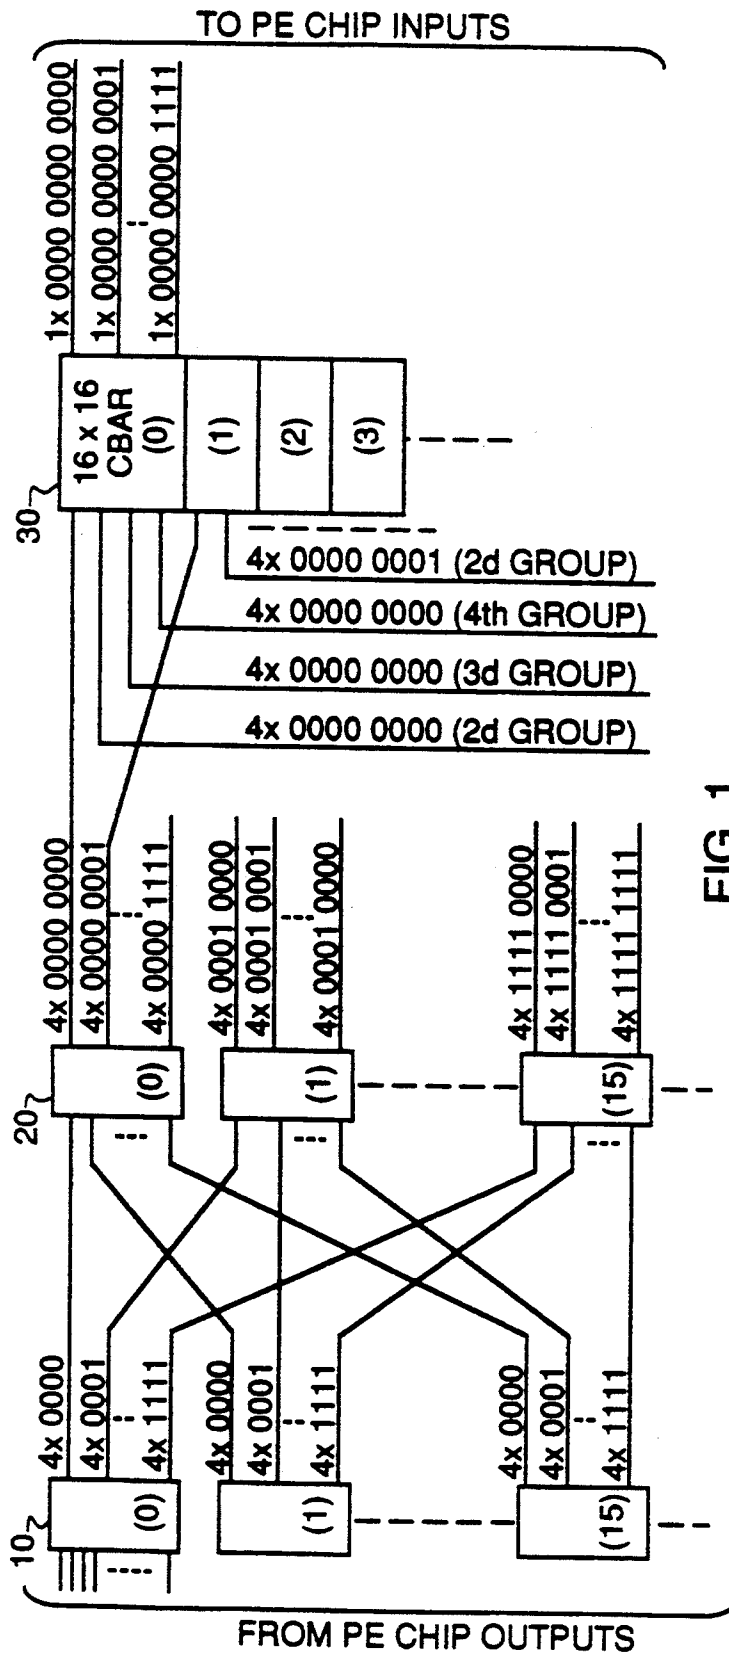 TO PE CHIP INPUTS
1x 0000 0000 0000
1x 0000 0000 0001
1x 0000 0000 1111
30
16 x 16
CBAR
(0)
(1)
(2)
(3)
4x 0000 0001 (2d GROUP)
4x 0000 0000 (4th GROUP)
4x 0000 0000 (3d GROUP)
4x 0000 0000 (2d GROUP)
4x 0000 0000
4x 0000 0001
4x 0000 1111
4x 0001 0000
4x 0001 0001
4x 0001 0000
4x 1111 0000
4x 1111 0001
4x 1111 1111
20
(0)
(1)
(15)
4x 0000
4x 0001
4x 1111
4x 0000
4x 0001
4x 1111
4x 0000
4x 0001
4x 1111
10
(0)
(1)
(15)
FROM PE CHIP OUTPUTS
FIG. 1